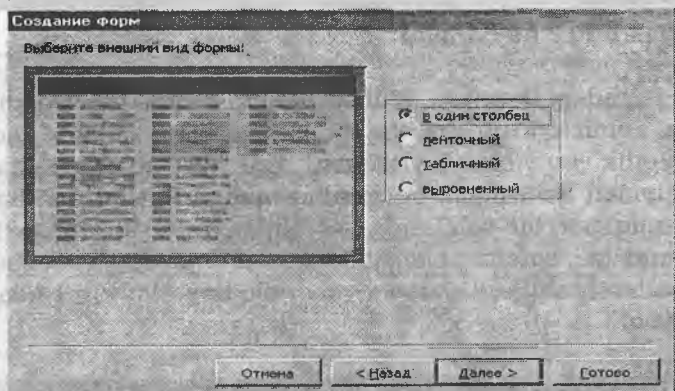 Создание форм
Выберите внешний вид формы:
в один столбец
ленточный
табличный
выровненный
Отмена
< Назад
Далее >
Готово